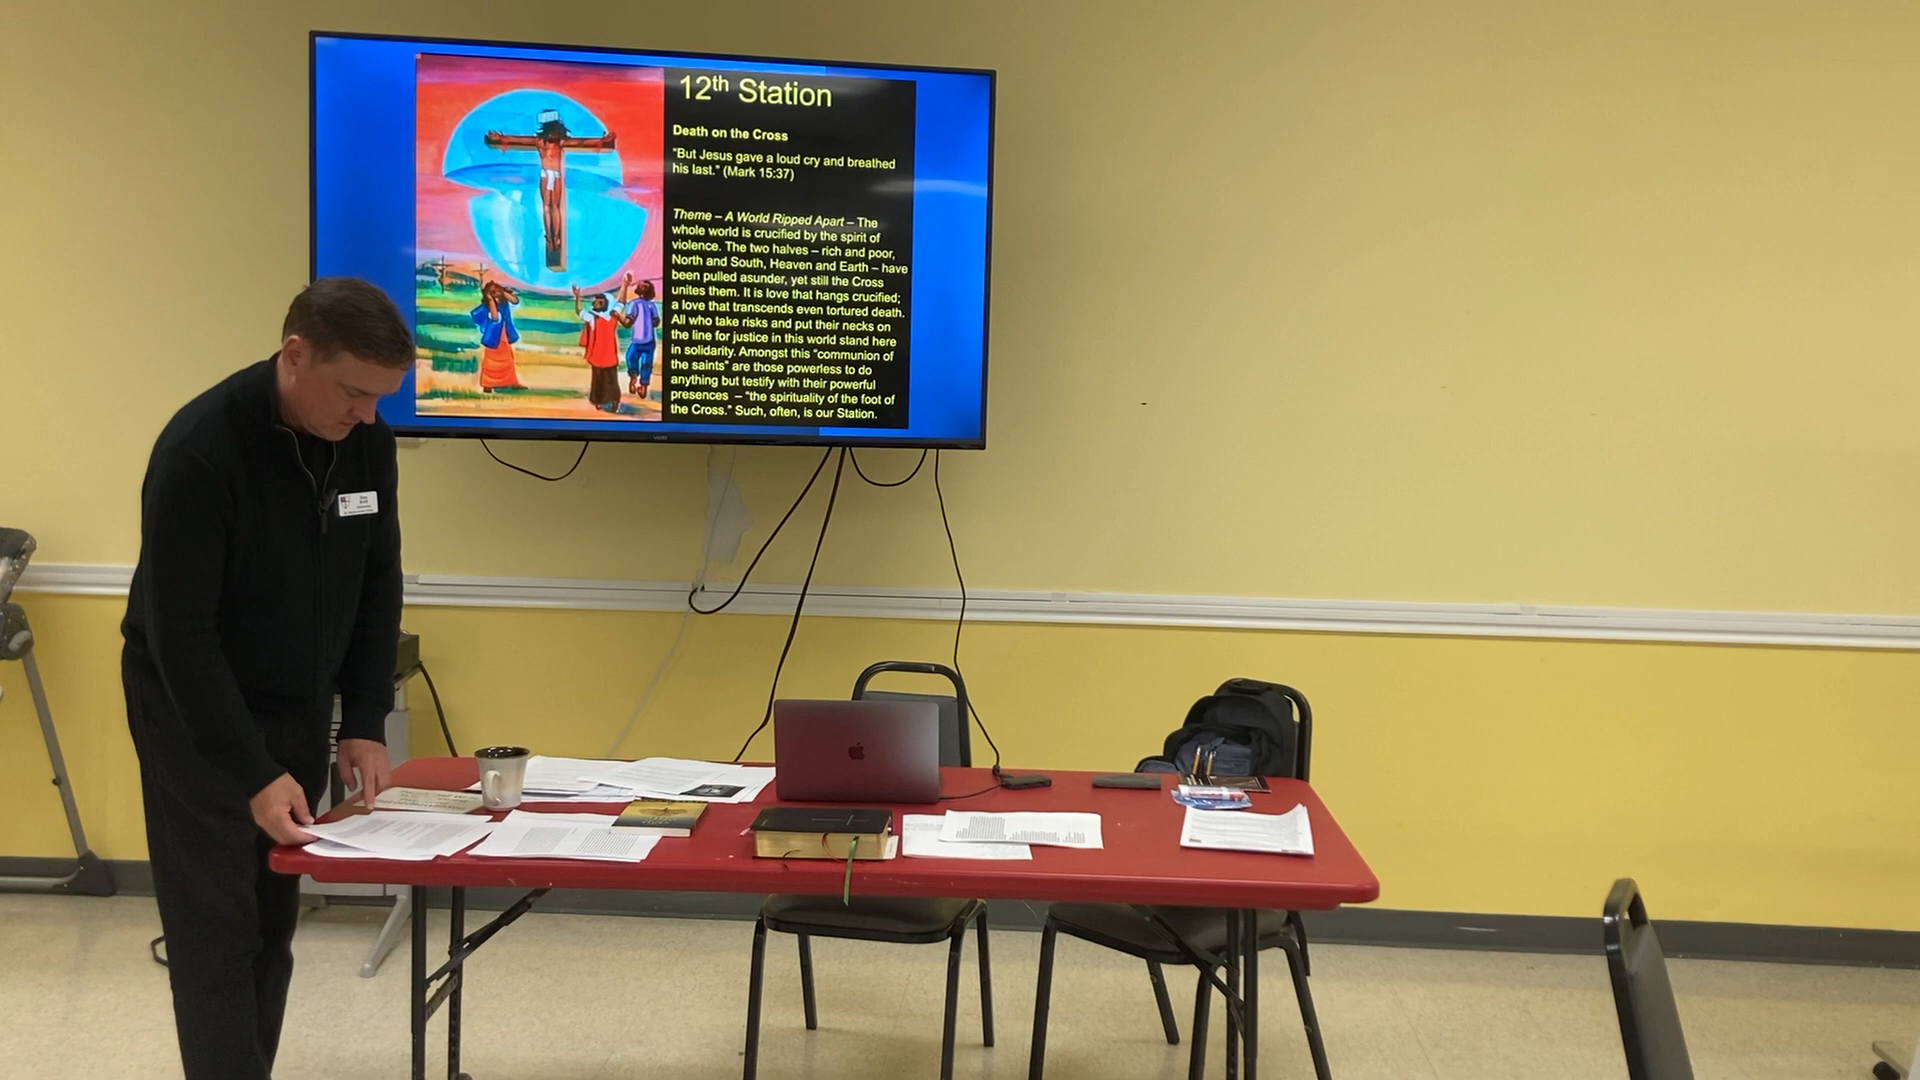 12th Station
Death on the Cross
"But Jesus gave a loud cry and breathed
his last." (Mark 15:37)
Theme – A World Ripped Apart – The
whole world is crucified by the spirit of
violence. The two halves – rich and poor,
North and South, Heaven and Earth – have
been pulled asunder, yet still the Cross
unites them. It is love that hangs crucified;
a love that transcends even tortured death.
All who take risks and put their necks on
the line for justice in this world stand here
in solidarity. Amongst this "communion of
the saints" are those powerless to do
anything but testify with their powerful
presences – "the spirituality of the foot of
the Cross." Such, often, is our Station.